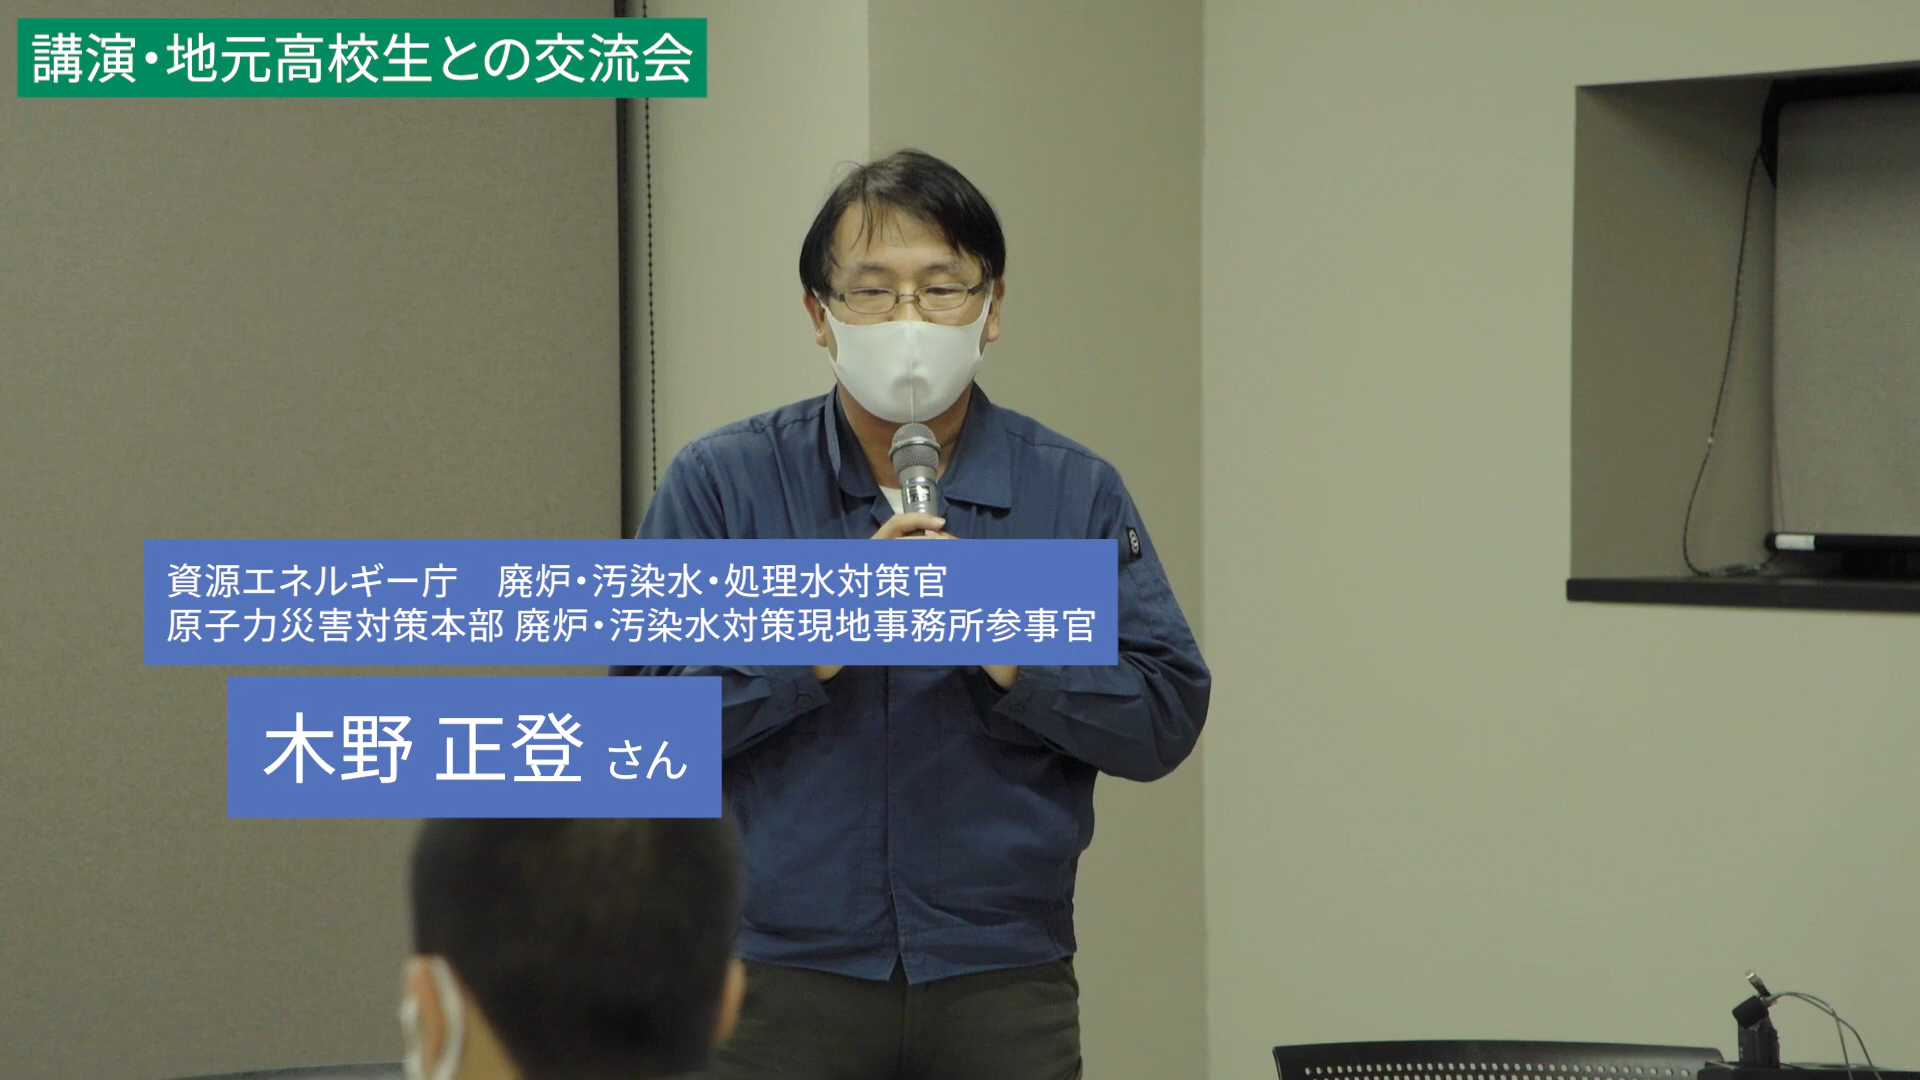 講演・地元高校生との交流会
資源エネルギー庁　廃炉・汚染水・処理水対策官
原子力災害対策本部 廃炉・汚染水対策現地事務所参事官
木野 正登 さん